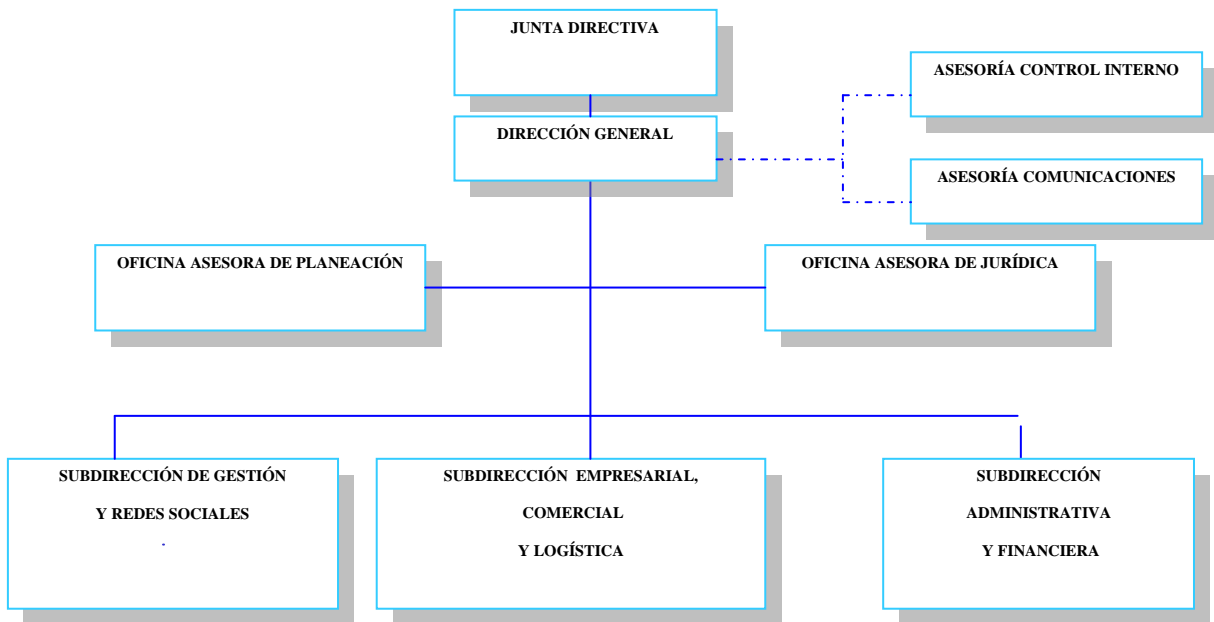 JUNTA DIRECTIVA
ASESORÍA CONTROL INTERNO
DIRECCIÓN GENERAL
ASESORÍA COMUNICACIONES
OFICINA ASESORA DE PLANEACIÓN
OFICINA ASESORA DE JURÍDICA
SUBDIRECCIÓN DE GESTIÓN
Y REDES SOCIALES
SUBDIRECCIÓN EMPRESARIAL,
COMERCIAL
Y LOGÍSTICA
SUBDIRECCIÓN
ADMINISTRATIVA
Y FINANCIERA